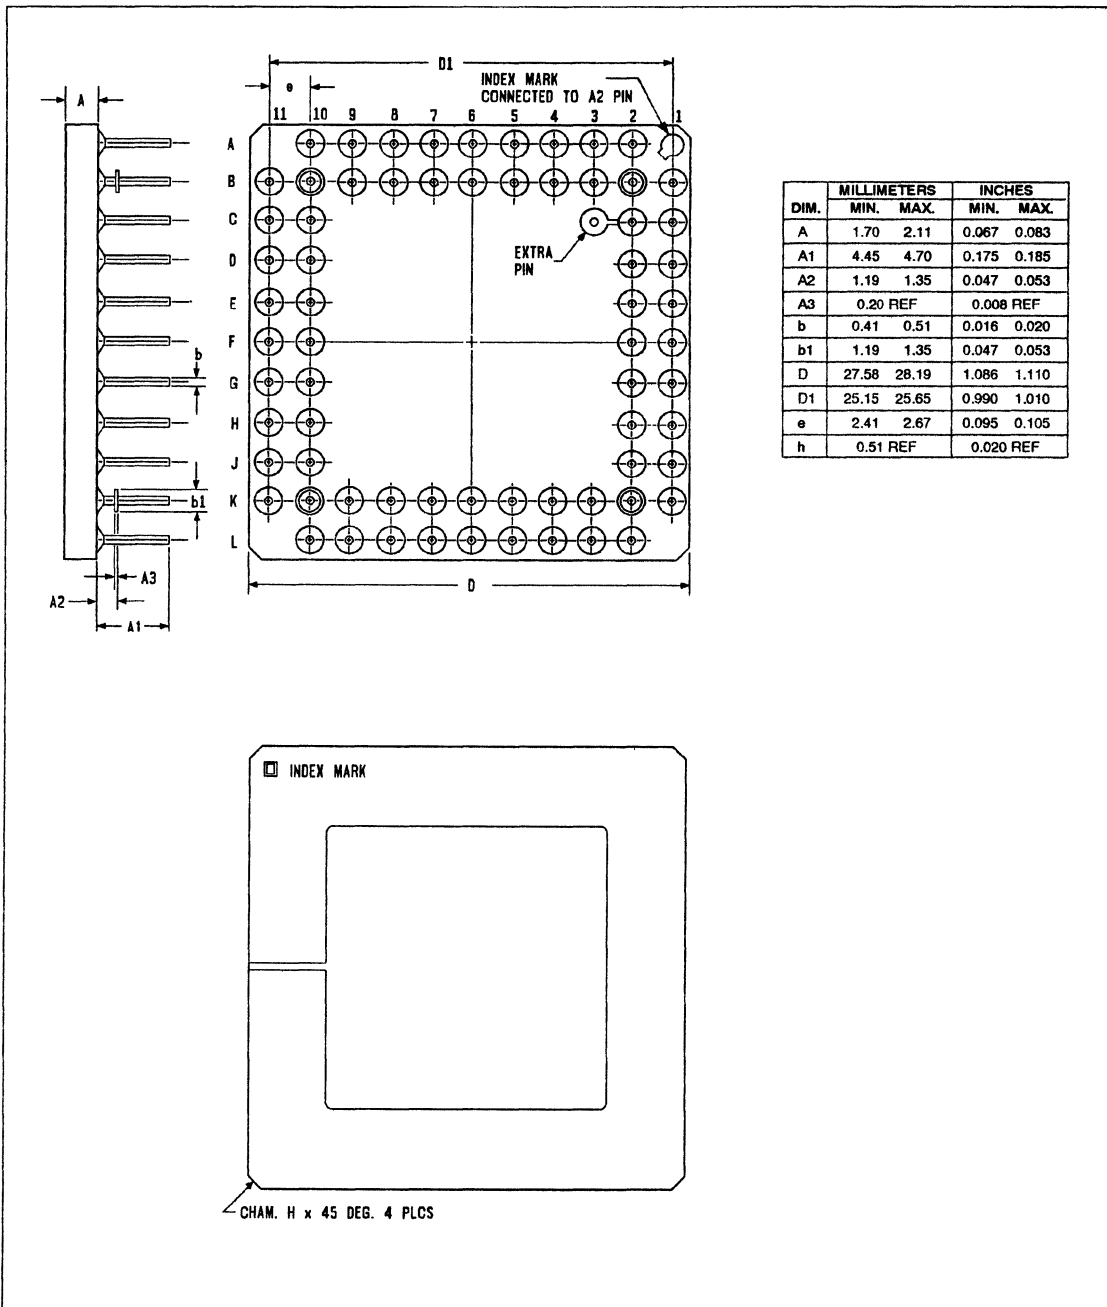 D1
INDEX MARK
CONNECTED TO A2 PIN
e
A
11 10 9 8 7 6 5 4 3 2 1
A
B
C
D
E
F
G
H
J
K
L
EXTRA
PIN
b
b1
A3
A2
A1
D
MILLIMETERS INCHES
DIM. MIN. MAX. MIN. MAX.
A 1.70 2.11 0.067 0.083
A1 4.45 4.70 0.175 0.185
A2 1.19 1.35 0.047 0.053
A3 0.20 REF 0.008 REF
b 0.41 0.51 0.016 0.020
b1 1.19 1.35 0.047 0.053
D 27.58 28.19 1.086 1.110
D1 25.15 25.65 0.990 1.010
e 2.41 2.67 0.095 0.105
h 0.51 REF 0.020 REF
INDEX MARK
CHAM. H x 45 DEG. 4 PLCS